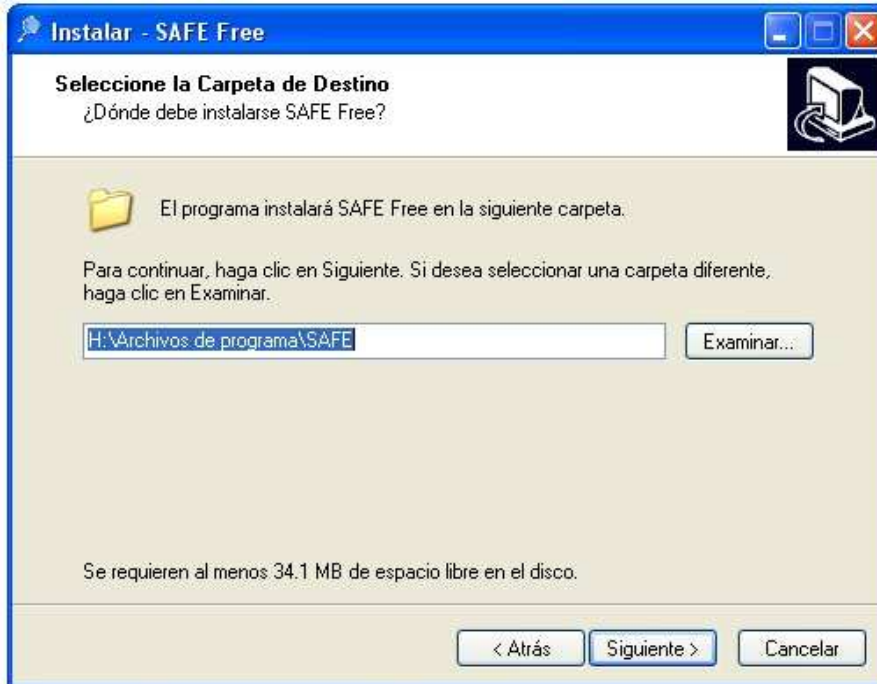 Instalar - SAFE Free
Seleccione la Carpeta de Destino
¿Dónde debe instalarse SAFE Free?
El programa instalará SAFE Free en la siguiente carpeta.
Para continuar, haga clic en Siguiente. Si desea seleccionar una carpeta diferente,
haga clic en Examinar.
H:\Archivos de programa\SAFE
Examinar...
Se requieren al menos 34.1 MB de espacio libre en el disco.
< Atrás
Siguiente >
Cancelar